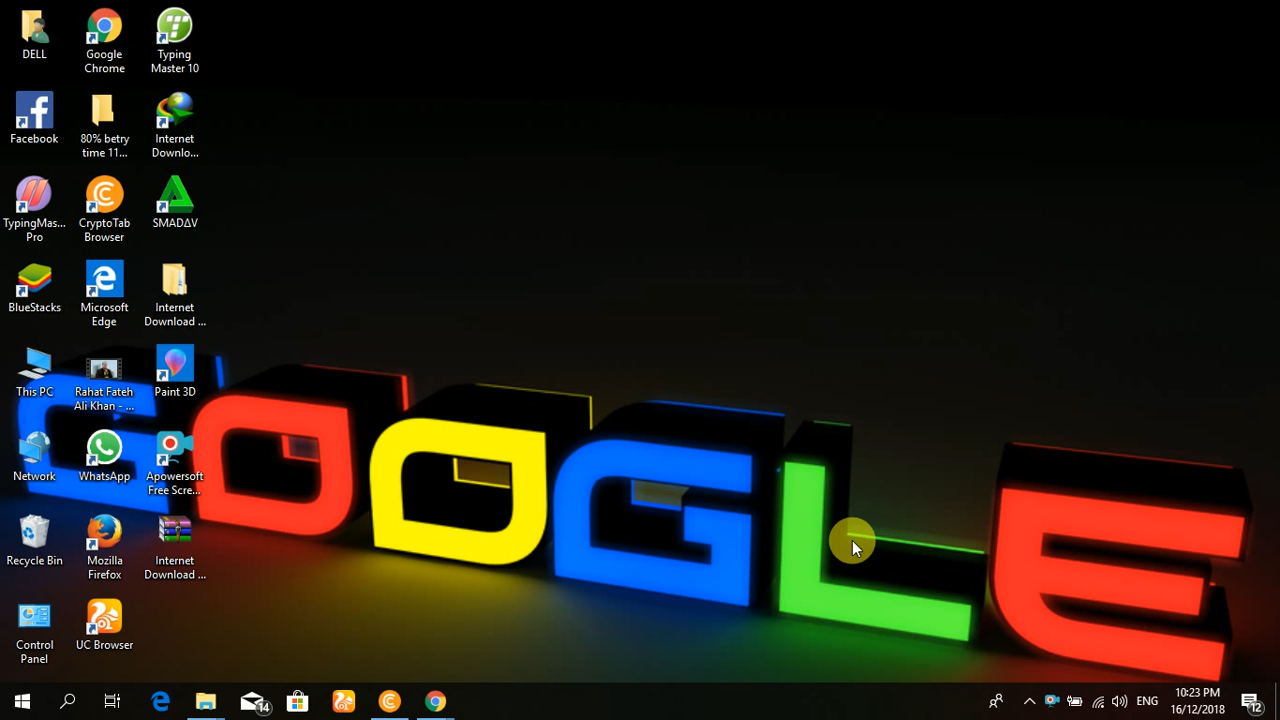 DELL
Google
Chrome
Typing
Master 10
Facebook
80% betry
time 11...
Internet
Downlo...
TypingMas...
Pro
CryptoTab
Browser
SMADΔV
BlueStacks
Microsoft
Edge
Internet
Download ...
This PC
Rahat Fateh
Ali Khan - ...
Paint 3D
Network
WhatsApp
Apowersoft
Free Scre...
Recycle Bin
Mozilla
Firefox
Internet
Download ...
Control
Panel
UC Browser
GOOGLE
14
ENG
10:23 PM
16/12/2018
12